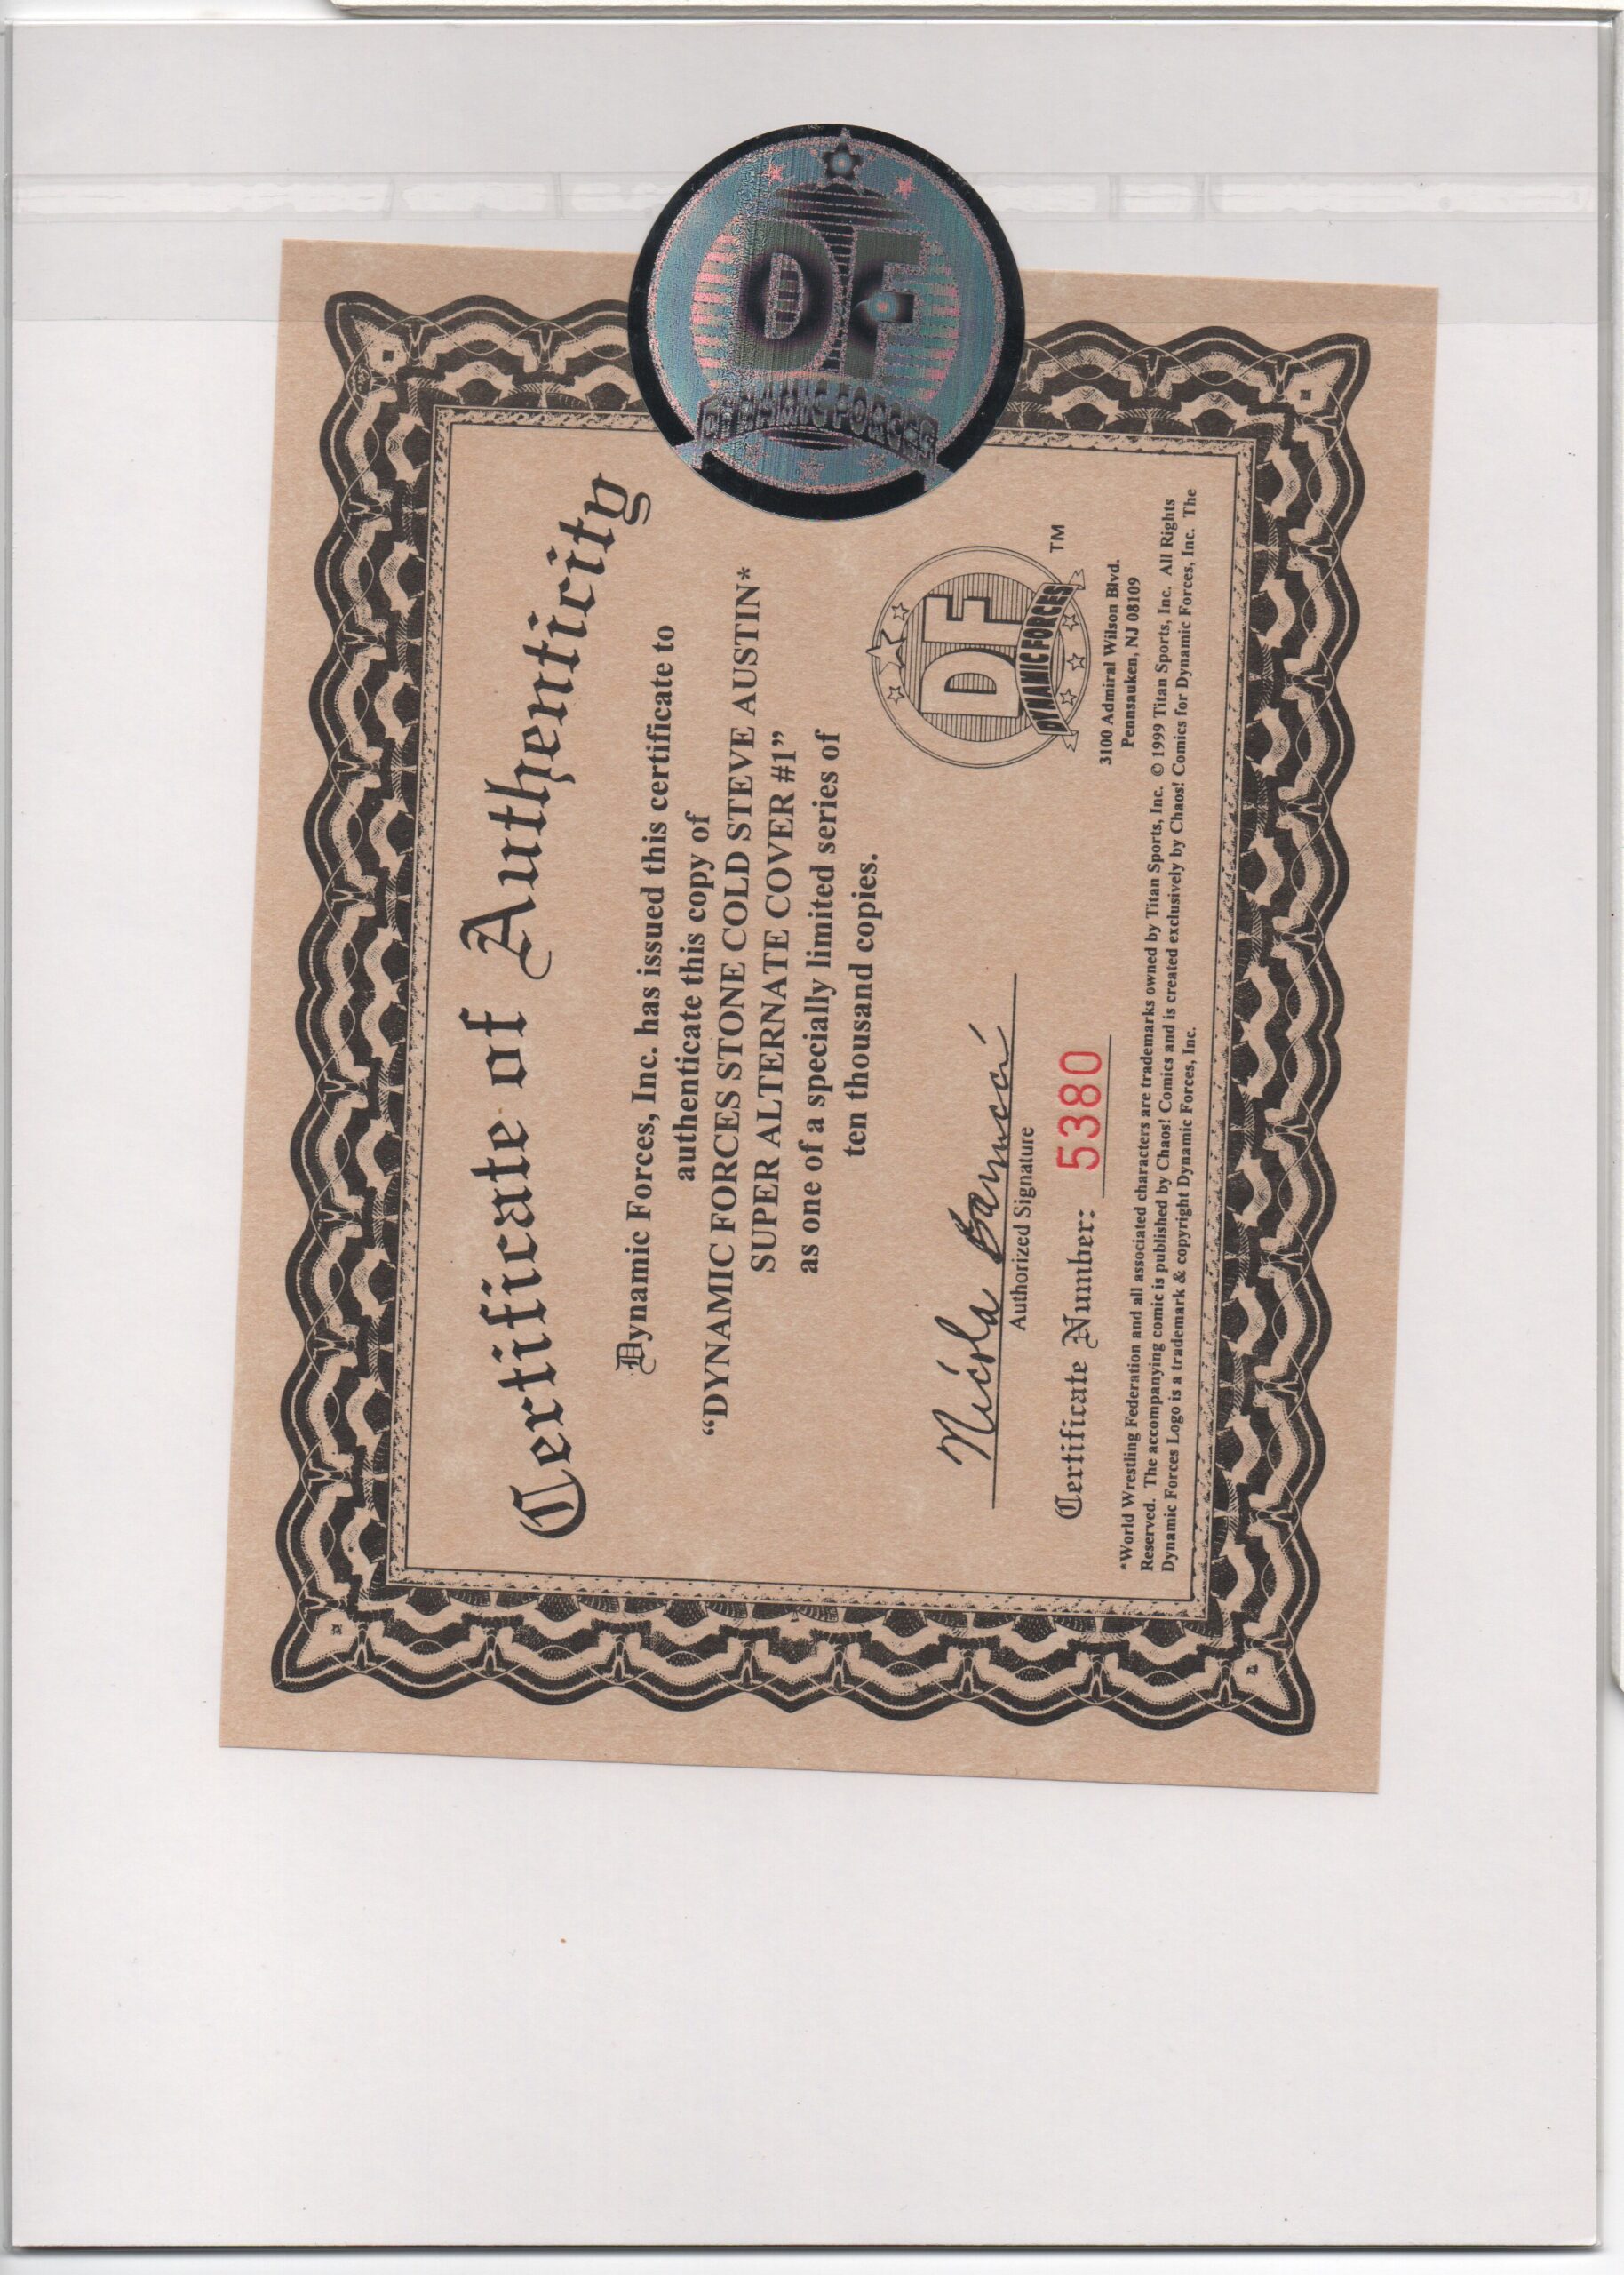 DF
DYNAMIC FORCES
Certificate of Authenticity
Dynamic Forces, Inc. has issued this certificate to
authenticate this copy of
“DYNAMIC FORCES STONE COLD STEVE AUSTIN*
SUPER ALTERNATE COVER #1”
as one of a specially limited series of
ten thousand copies.
DF
DYNAMIC FORCES
TM
Nicola
Authorized Signature
Certificate Number: 5380
3100 Admiral Wilson Blvd.
Pennsauken, NJ 08109
*World Wrestling Federation and all associated characters are trademarks owned by Titan Sports, Inc. © 1999 Titan Sports, Inc. All Rights
Reserved. The accompanying comic is published by Chaos! Comics and is created exclusively by Chaos! Comics for Dynamic Forces, Inc. The
Dynamic Forces Logo is a trademark & copyright Dynamic Forces, Inc.